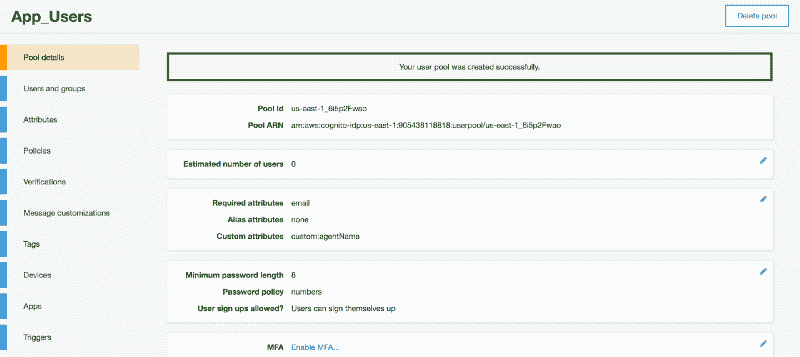 App_Users
Delete pool
Pool details
Users and groups
Attributes
Policies
Verifications
Message customizations
Tags
Devices
Apps
Triggers
Your user pool was created successfully.
Pool Id us-east-1_6i5p2Fwao
Pool ARN arn:aws:cognito-idp:us-east-1:905438118818:userpool/us-east-1_6i5p2Fwao
Estimated number of users 0
Required attributes email
Alias attributes none
Custom attributes custom:agentName
Minimum password length 8
Password policy numbers
User sign ups allowed? Users can sign themselves up
MFA Enable MFA...